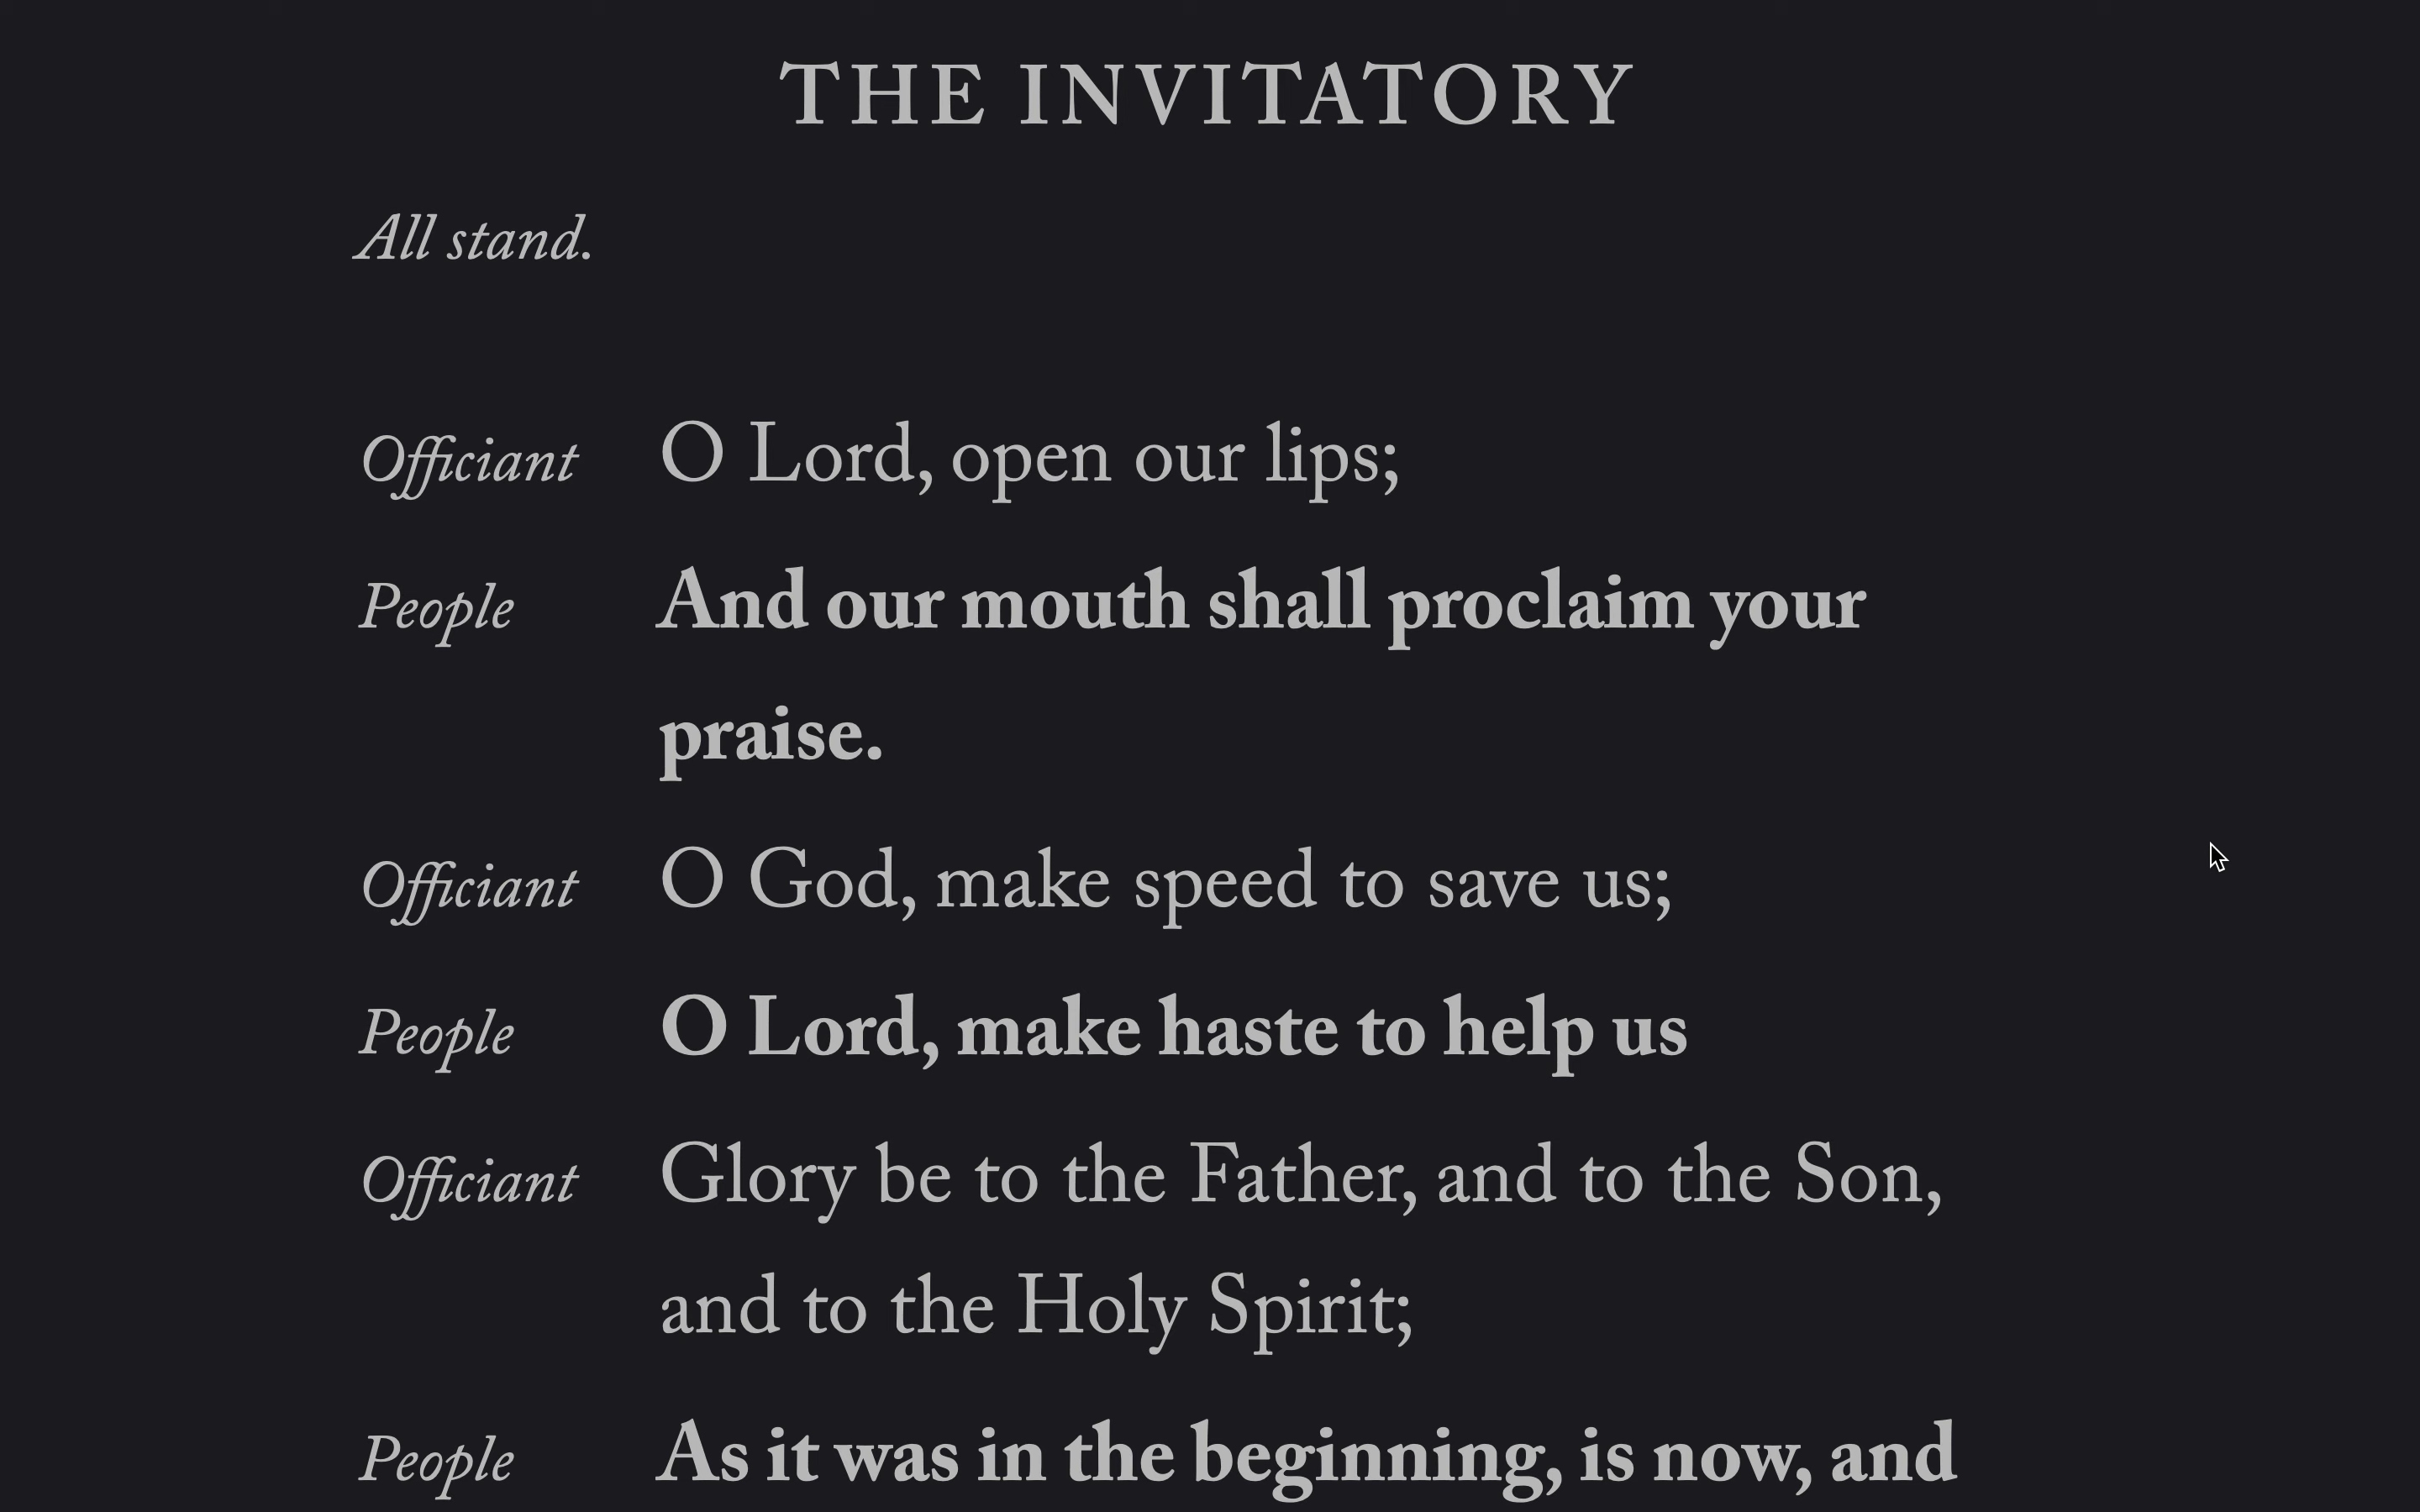 THE INVITATORY
All stand.
Officiant O Lord, open our lips;
People And our mouth shall proclaim your
praise.
Officiant O God, make speed to save us;
People O Lord, make haste to help us
Officiant Glory be to the Father, and to the Son,
and to the Holy Spirit;
People As it was in the beginning, is now, and